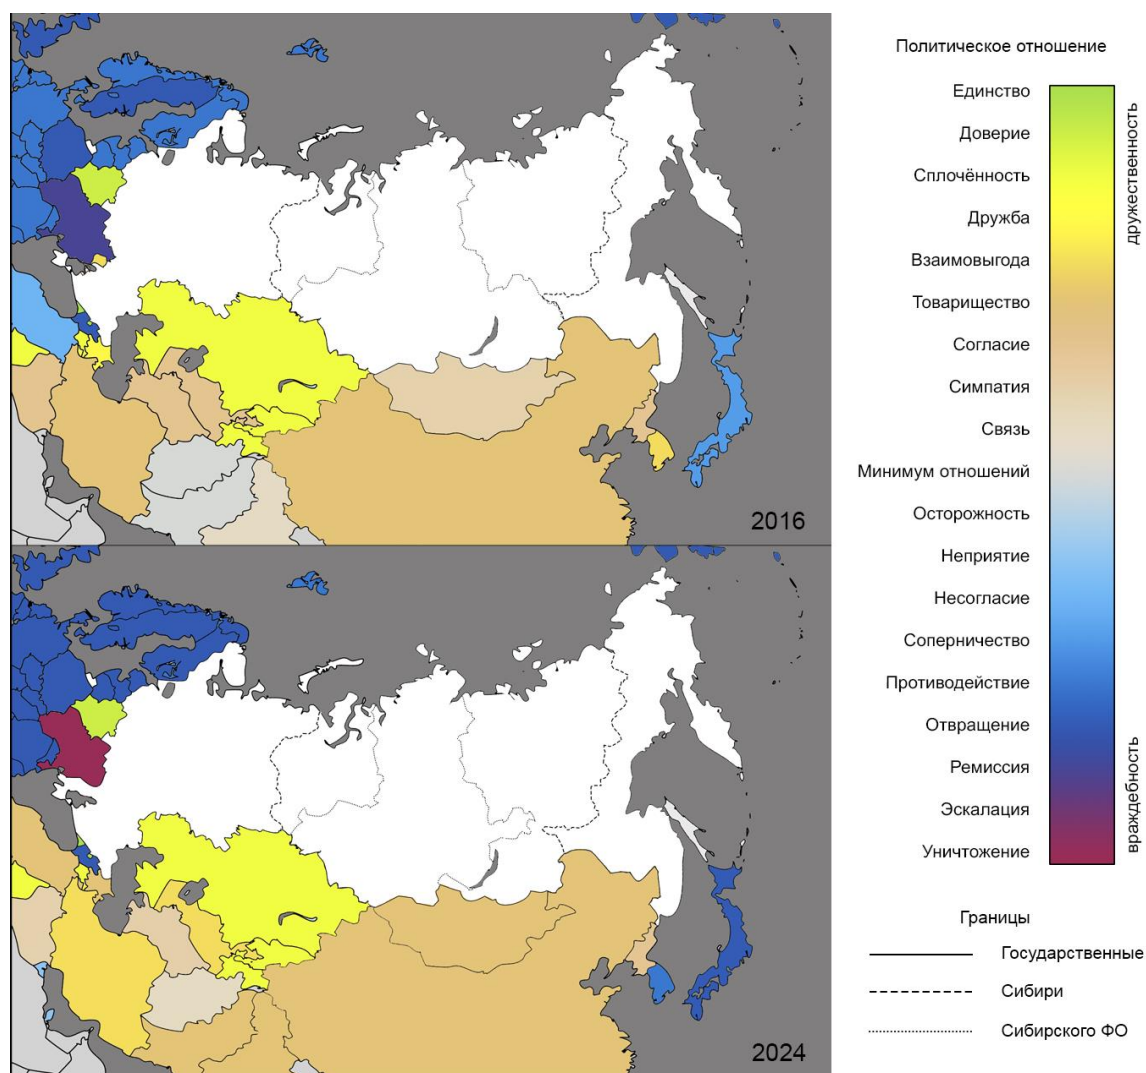 Политическое отношение
Единство
Доверие
Сплочённость
Дружба
Взаимовыгода
Товарищество
Согласие
Симпатия
Связь
Минимум отношений
Осторожность
Неприятие
Несогласие
Соперничество
Противодействие
Отвращение
Ремиссия
Эскалация
Уничтожение
дружественность
враждебность
2016
Границы
Государственные
Сибири
Сибирского ФО
2024